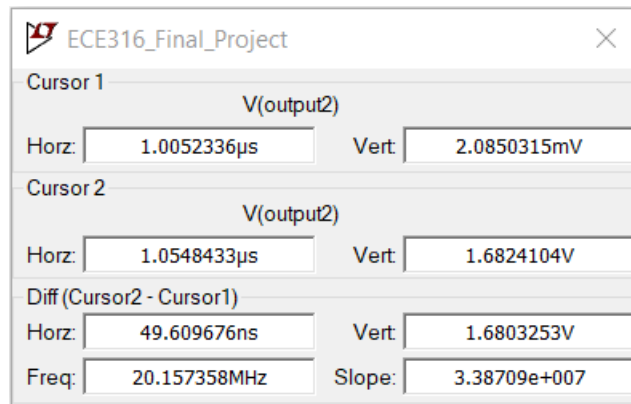 ECE316_Final_Project
Cursor 1
V(output2)
Horz: 1.0052336µs Vert: 2.0850315mV
Cursor 2
V(output2)
Horz: 1.0548433µs Vert: 1.6824104V
Diff (Cursor2 - Cursor1)
Horz: 49.609676ns Vert: 1.6803253V
Freq: 20.157358MHz Slope: 3.38709e+007